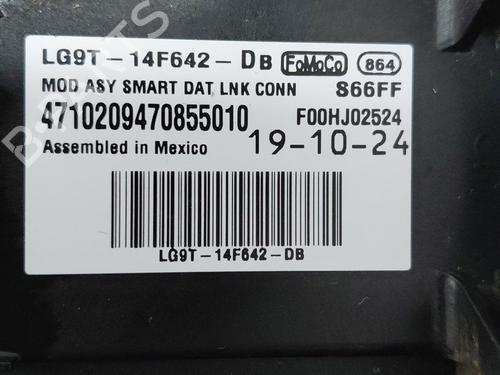 LG9T-14F642-DB FoMoCo 864
MOD ASY SMART DAT LNK CONN S66FF
4710209470855010 F00HJ02524
Assembled in Mexico 19-10-24
LG9T-14F642-DB
B-PARTS